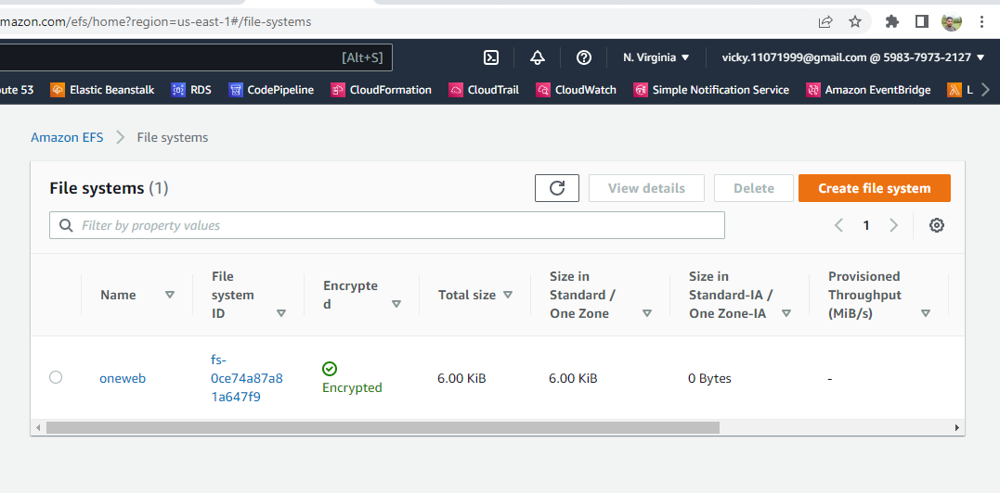 mazon.com/efs/home?region=us-east-1#/file-systems
[Alt+S]
N. Virginia
vicky.11071999@gmail.com @ 5983-7973-2127
ute 53
Elastic Beanstalk
RDS
CodePipeline
CloudFormation
CloudTrail
CloudWatch
Simple Notification Service
Amazon EventBridge
L
Amazon EFS
File systems
File systems (1)
View details
Delete
Create file system
Filter by property values
1
Name
File
system
ID
Encrypte
d
Total size
Size in
Standard /
One Zone
Size in
Standard-IA /
One Zone-IA
Provisioned
Throughput
(MiB/s)
oneweb
fs-
0ce74a87a8
1a647f9
Encrypted
6.00 KiB
6.00 KiB
0 Bytes
-